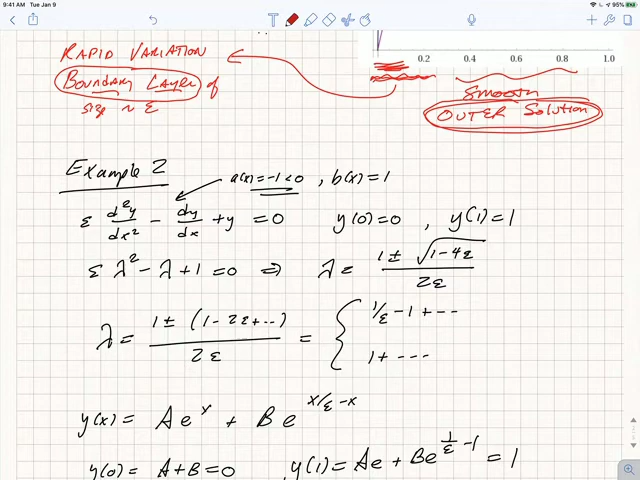 9:41 AM Tue Jan 9
95%
RAPID VARIATION
BOUNDARY LAYER of
size ~ ε
0.2 0.4 0.6 0.8 1.0
SMOOTH
OUTER SOLUTION
Example 2
a(x)=-1<0, b(x)=1
ε d²y/dx² - dy/dx + y = 0 y(0)=0, y(1)=1
ελ² - λ + 1 = 0 ⇒ λ = (1 ± √(1-4ε))/2ε
λ = (1 ± (1-2ε+...))/2ε = { 1/ε - 1 + ---
1 + ---
y(x) = Ae^x + Be^(x/ε - x)
y(0) = A+B=0 y(1) = Ae + Be^(1/ε - 1) = 1